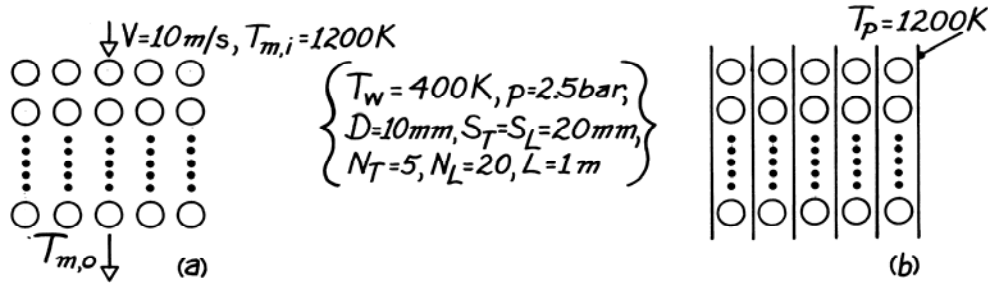 V=10m/s, Tm,i=1200K
Tp=1200K
Tw=400K, p=2.5bar,
D=10mm, ST=SL=20mm,
NT=5, NL=20, L=1m
Tm,o
(a)
(b)